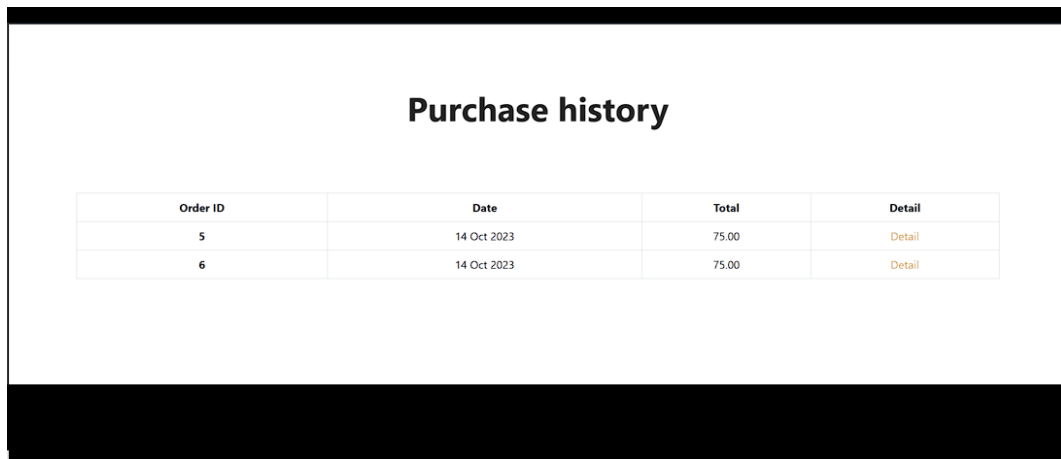 Purchase history
Order ID Date Total Detail
5 14 Oct 2023 75.00 Detail
6 14 Oct 2023 75.00 Detail